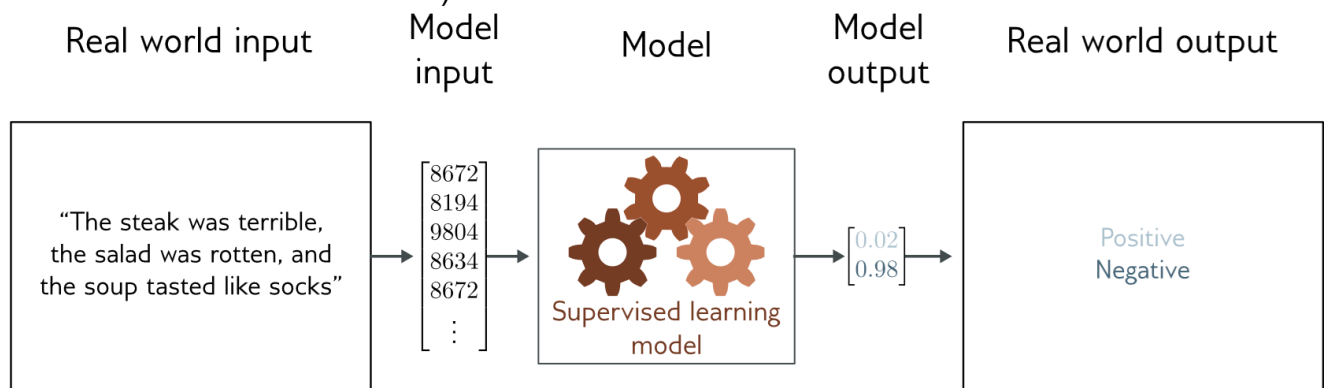 Real world input
Model
input
Model
Model
output
Real world output
“The steak was terrible,
the salad was rotten, and
the soup tasted like socks”
8672
8194
9804
8634
8672
⋮
Supervised learning
model
0.02
0.98
Positive
Negative